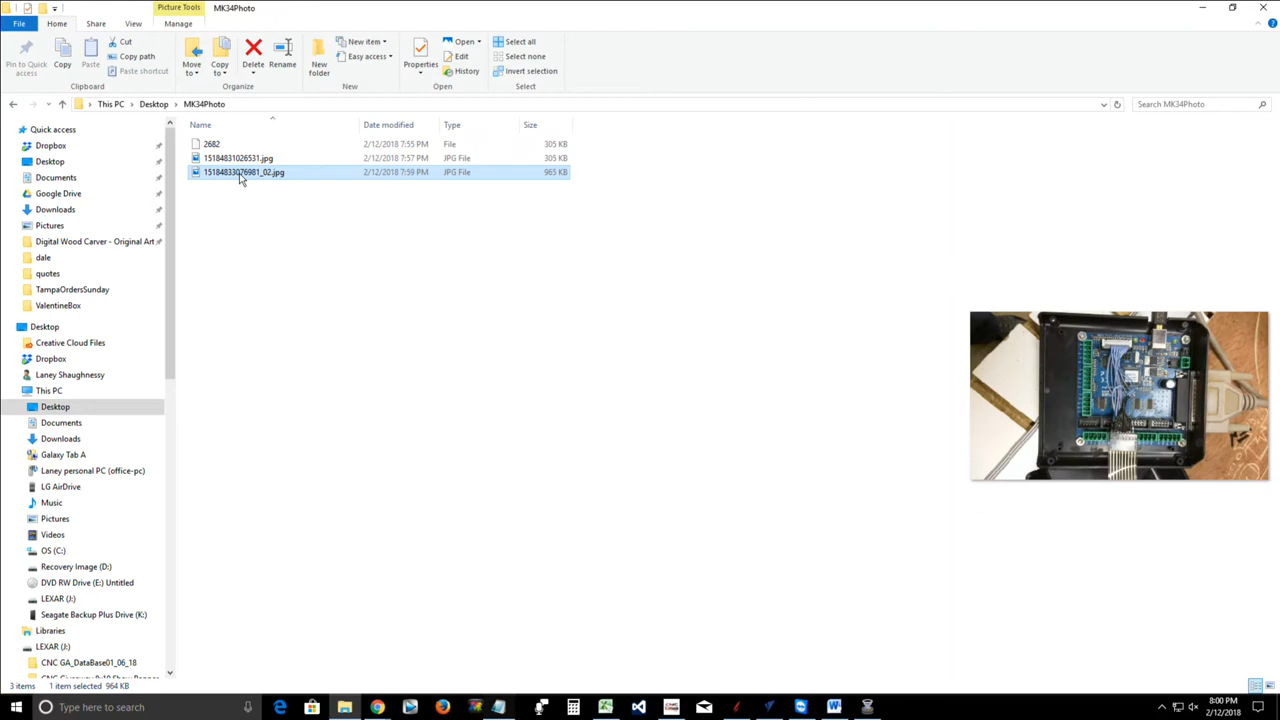 Picture Tools
MK34Photo
File
Home
Share
View
Manage
Pin to Quick access
Copy
Paste
Cut
Copy path
Paste shortcut
Clipboard
Move to
Copy to
Delete
Rename
Organize
New folder
New item
Easy access
New
Properties
Open
Edit
History
Open
Select all
Select none
Invert selection
Select
This PC
Desktop
MK34Photo
Search MK34Photo
Name
Date modified
Type
Size
2682
2/12/2018 7:55 PM
File
305 KB
15184831026531.jpg
2/12/2018 7:57 PM
JPG File
305 KB
15184833076981_02.jpg
2/12/2018 7:59 PM
JPG File
965 KB
Quick access
Dropbox
Desktop
Documents
Google Drive
Downloads
Pictures
Digital Wood Carver - Original Art
dale
quotes
TampaOrdersSunday
ValentineBox
Desktop
Creative Cloud Files
Dropbox
Laney Shaughnessy
This PC
Desktop
Documents
Downloads
Galaxy Tab A
Laney personal PC (office-pc)
LG AirDrive
Music
Pictures
Videos
OS (C:)
Recovery Image (D:)
DVD RW Drive (E:) Untitled
LEXAR (J:)
Seagate Backup Plus Drive (K:)
Libraries
LEXAR (J:)
CNC GA_DataBase01_06_18
3 items
1 item selected
964 KB
Type here to search
8:00 PM
2/12/2018